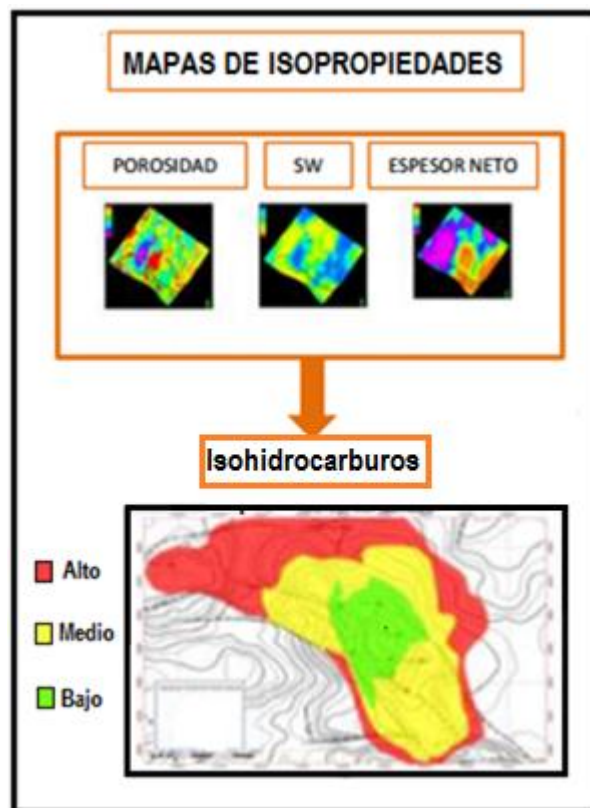 MAPAS DE ISOPROPIEDADES
POROSIDAD
SW
ESPESOR NETO
Isohidrocarburos
Alto
Medio
Bajo